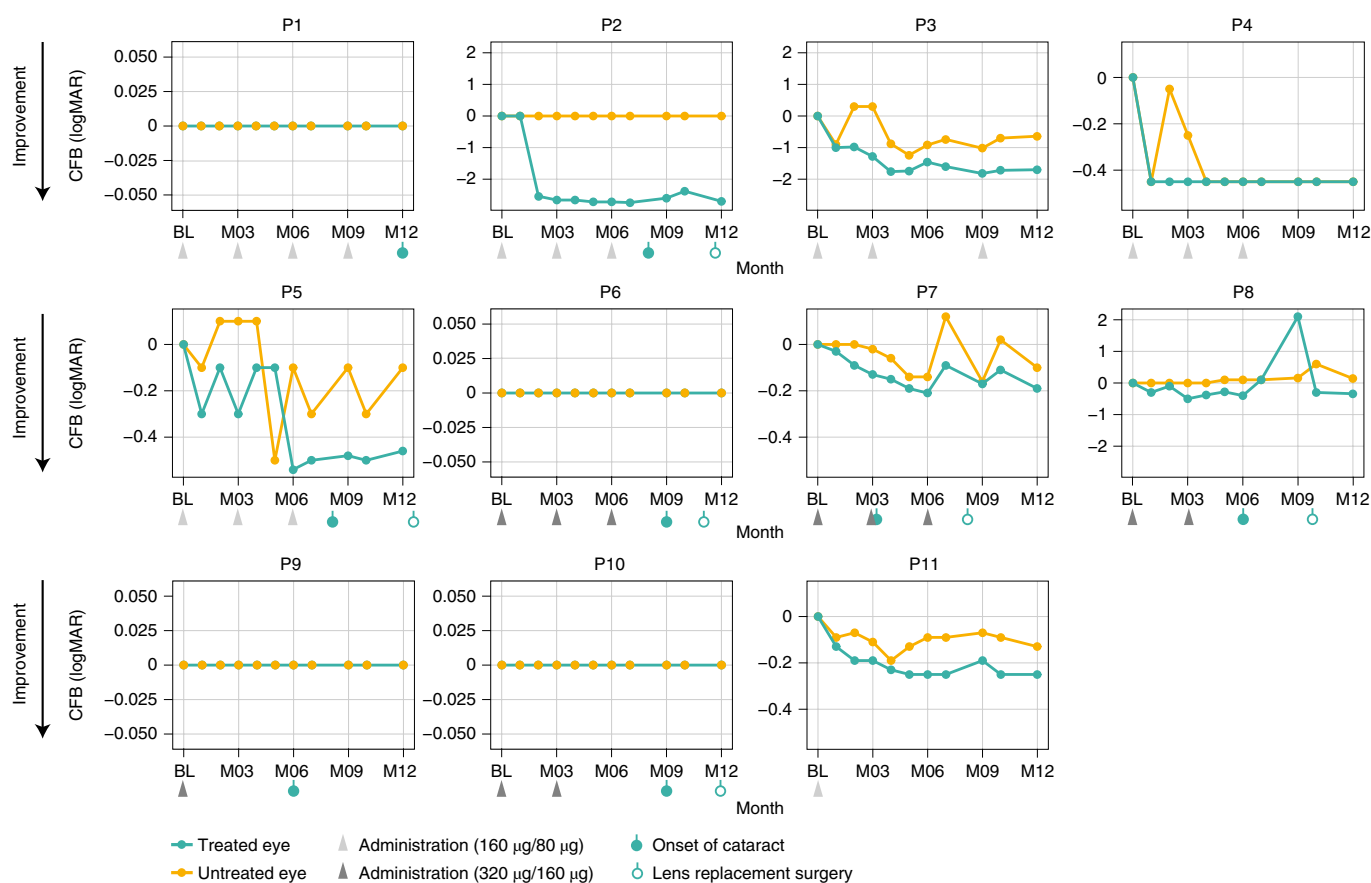 P1
P2
P3
P4
Improvement
CFB (logMAR)
0.050
0.025
0
−0.025
−0.050
2
1
0
−1
−2
2
1
0
−1
−2
0
−0.2
−0.4
BL M03 M06 M09 M12
BL M03 M06 M09 M12
BL M03 M06 M09 M12
BL M03 M06 M09 M12
Month
P5
P6
P7
P8
Improvement
CFB (logMAR)
0
−0.2
−0.4
0.050
0.025
0
−0.025
−0.050
0
−0.2
−0.4
2
1
0
−1
−2
BL M03 M06 M09 M12
BL M03 M06 M09 M12
BL M03 M06 M09 M12
BL M03 M06 M09 M12
Month
P9
P10
P11
Improvement
CFB (logMAR)
0.050
0.025
0
−0.025
−0.050
0.050
0.025
0
−0.025
−0.050
0
−0.2
−0.4
BL M03 M06 M09 M12
BL M03 M06 M09 M12
BL M03 M06 M09 M12
Month
Treated eye
Administration (160 µg/80 µg)
Onset of cataract
Untreated eye
Administration (320 µg/160 µg)
Lens replacement surgery